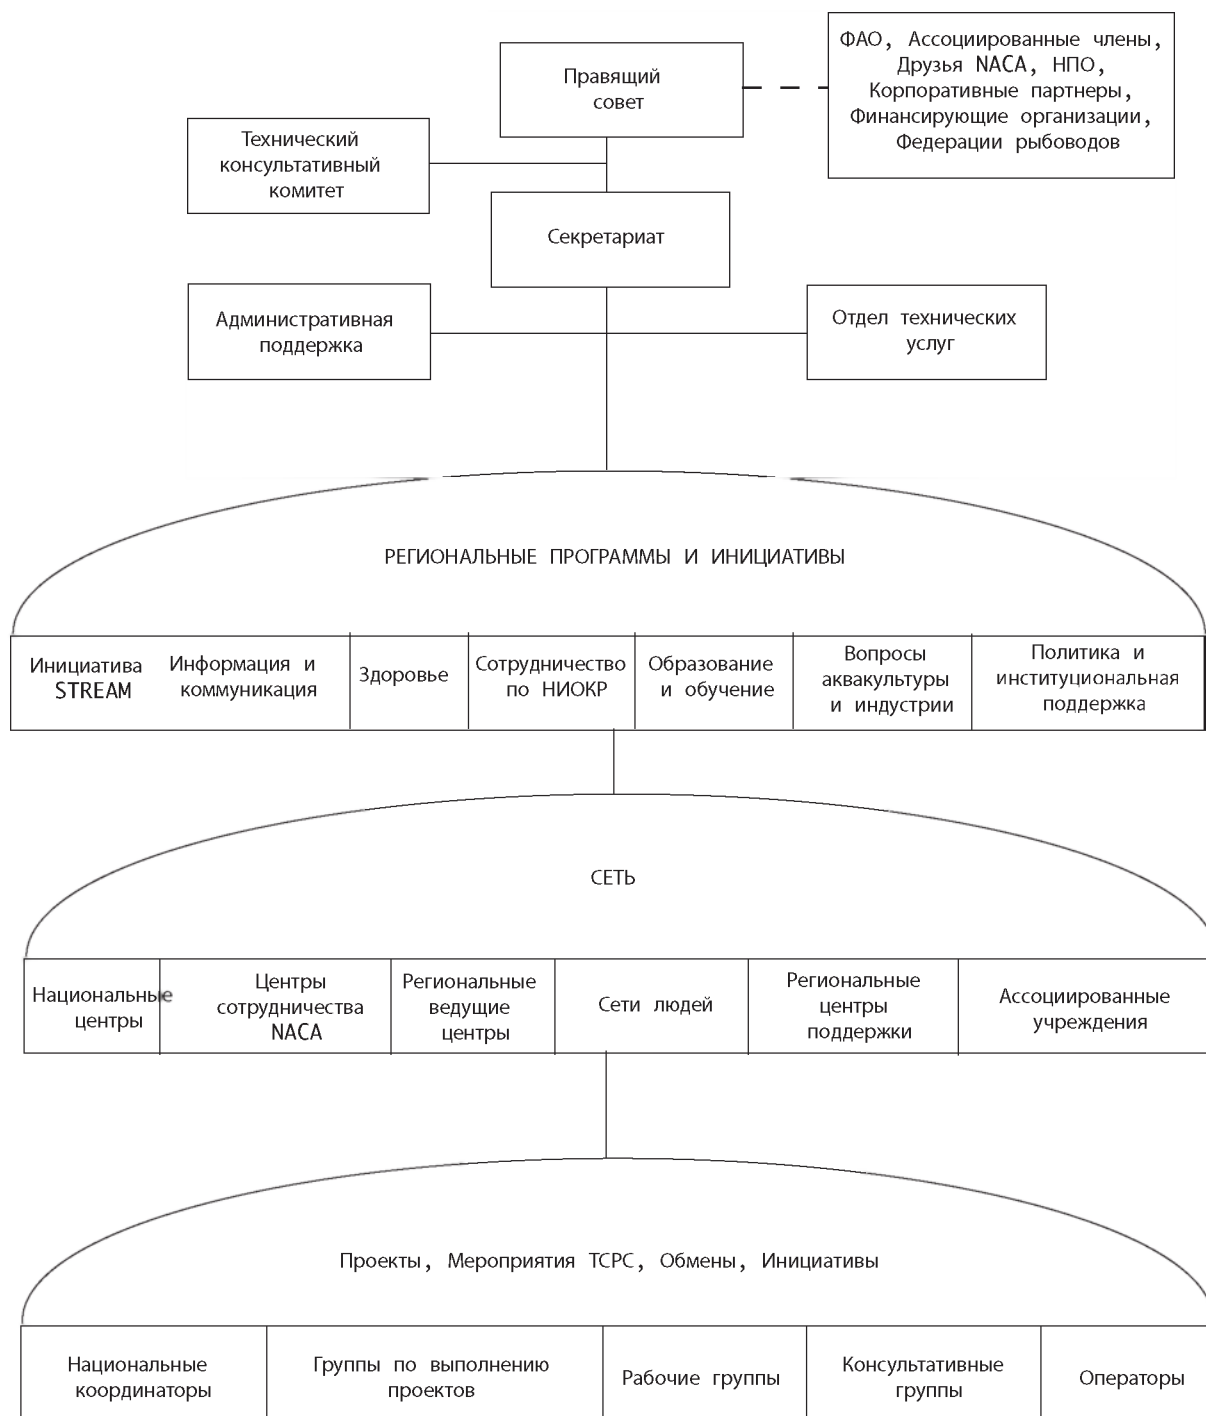 Правящий
совет
ФАО, Ассоциированные члены,
Друзья NACA, НПО,
Корпоративные партнеры,
Финансирующие организации,
Федерации рыбоводов
Технический
консультативный
комитет
Секретариат
Административная
поддержка
Отдел технических
услуг
РЕГИОНАЛЬНЫЕ ПРОГРАММЫ И ИНИЦИАТИВЫ
Инициатива
STREAM
Информация и
коммуникация
Здоровье
Сотрудничество
по НИОКР
Образование
и обучение
Вопросы
аквакультуры
и индустрии
Политика и
институциональная
поддержка
СЕТЬ
Национальные
центры
Центры
сотрудничества
NACA
Региональные
ведущие
центры
Сети людей
Региональные
центры
поддержки
Ассоциированные
учреждения
Проекты, Мероприятия ТСРС, Обмены, Инициативы
Национальные
координаторы
Группы по выполнению
проектов
Рабочие группы
Консультативные
группы
Операторы